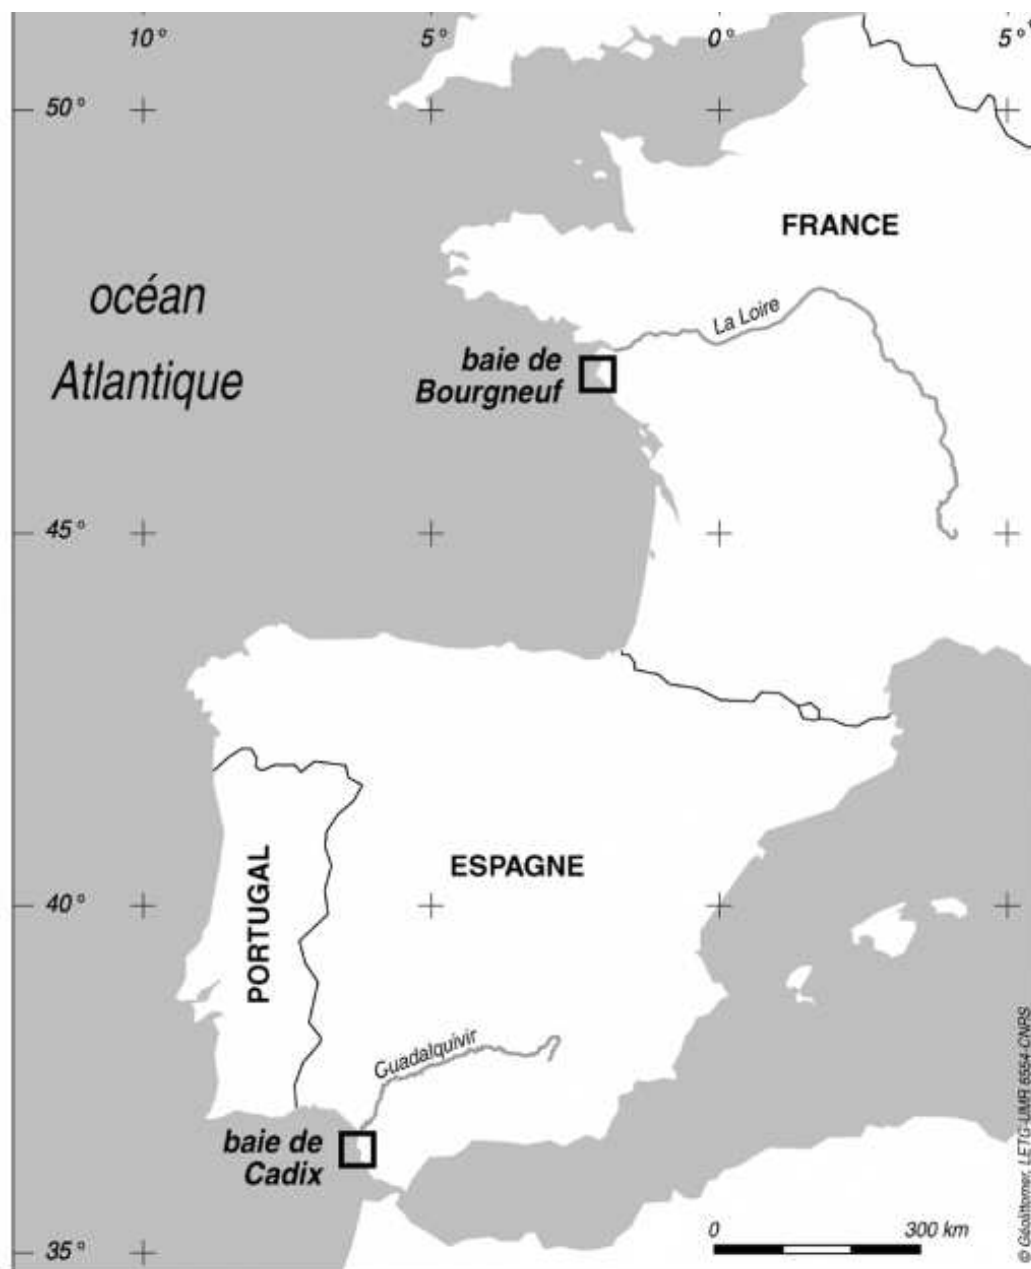 10° 5° 0° 5°
50°
FRANCE
océan
Atlantique
La Loire
baie de
Bourgneuf
45°
ESPAGNE
PORTUGAL
40°
Guadalquivir
baie de
Cadix
0 300 km
35°
© Géolittomer, LETG-UMR 6554-CNRS